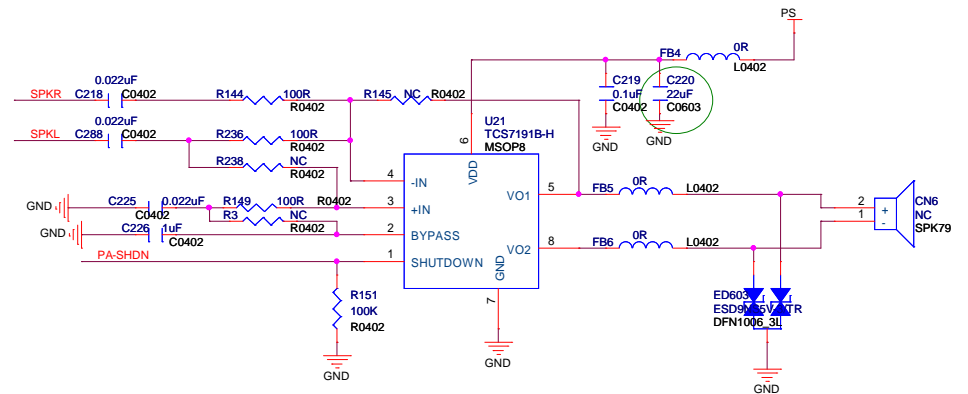 PS
FB4
0R
L0402
C219
0.1uF
C0402
GND
C220
22uF
C0603
GND
0.022uF
SPKR
C218
C0402
R144
100R
R0402
R145
NC
R0402
0.022uF
SPKL
C288
C0402
R236
100R
R0402
R238
NC
R0402
U21
TCS7191B-H
MSOP8
6
VDD
4
-IN
3
+IN
2
BYPASS
1
SHUTDOWN
GND
7
VO1
5
VO2
8
GND
C225
0.022uF
C0402
R149
100R
R0402
R3
NC
R0402
GND
C226
1uF
C0402
PA-SHDN
R151
100K
R0402
GND
GND
FB5
0R
L0402
FB6
0R
L0402
2
1
+
-
CN6
NC
SPK79
ED603
DFN1006_3L
GND